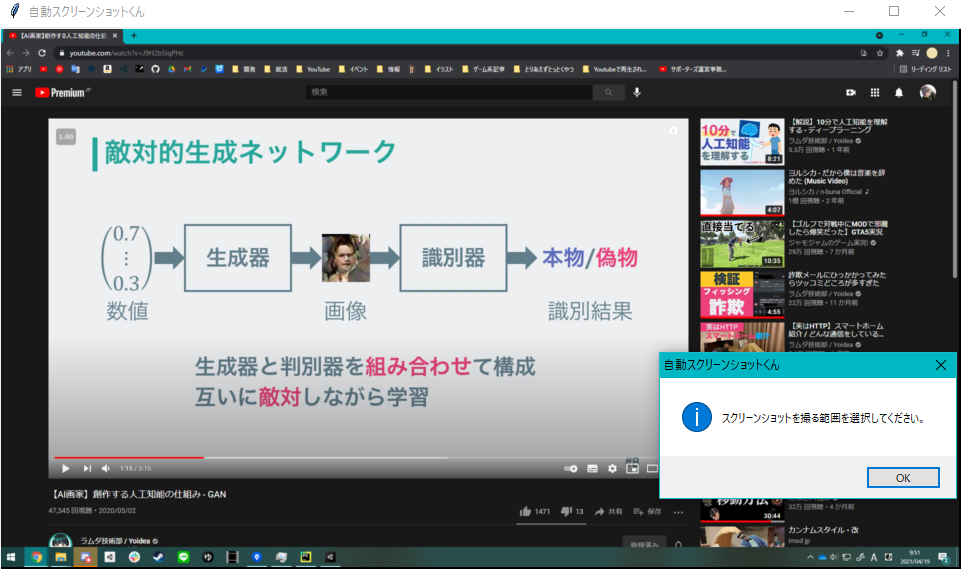 自動スクリーンショットくん
【AI画家】創作する人工知能の仕組...
youtube.com/watch?v=J9H2b5IqPHc
アプリ
開発
就活
YouTube
イベント
情報
イラスト
ゲーム系記事
とりあえずとっとくやつ
Youtubeで再生され...
サポーターズ運営事務...
リーディング リスト
Premium
JP
検索
1.00
敵対的生成ネットワーク
0.7
⋮
0.3
生成器
識別器
本物/偽物
数値
画像
識別結果
生成器と判別器を組み合わせて構成
互いに敵対しながら学習
#8
1:15 / 5:15
【AI画家】創作する人工知能の仕組み - GAN
47,345 回視聴・2020/05/02
1471
13
共有
保存
ラムダ技術部 / Yoidea
登録済み
10分で
人工知能
を理解する
8:21
【解説】10分で人工知能を理解
する - ディープラーニング
ラムダ技術部 / Yoidea
5.3万 回視聴・1 年前
4:07
ヨルシカ - だから僕は音楽を辞
めた (Music Video)
ヨルシカ / n-buna Official
1億 回視聴・2 年前
直接当てる
10:35
【ゴルフで対戦中にMODで邪魔
したら爆笑だった】GTA5実況
ジャモジャムのゲーム実況!
29万 回視聴・3 か月前
検証
フィッシング
詐欺
4:55
詐欺メールにひっかかってみた
らツッコミどころが多すぎた
ラムダ技術部 / Yoidea
22万 回視聴・11 か月前
実はHTTP
スマートホーム
【実はHTTP】スマートホーム
紹介 / どんな通信をしている...
ラムダ技術部 / Yoidea
自動スクリーンショットくん
スクリーンショットを撮る範囲を選択してください。
OK
移動方法
30:44
32万 回視聴・4 か月前
カンナムスタイル・改
imod jp
A
9:51
2021/04/19